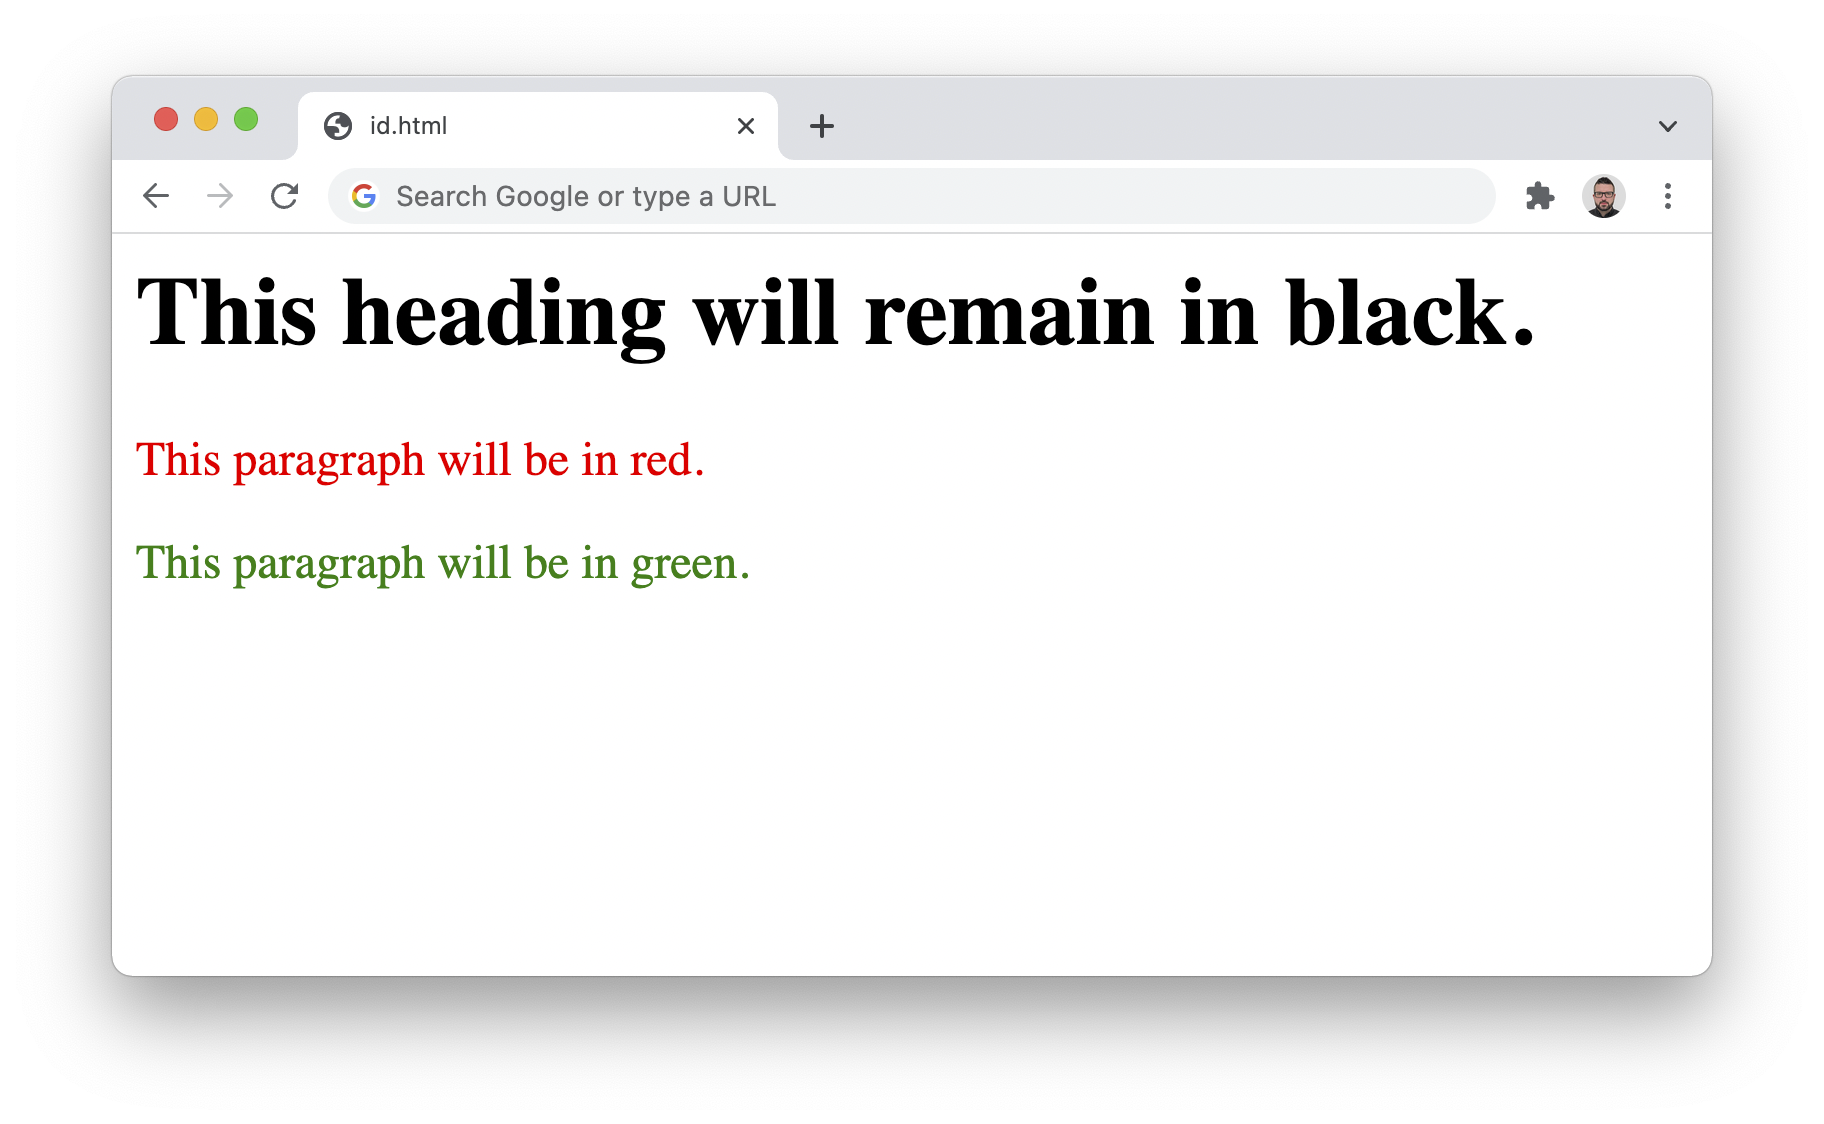 id.html
Search Google or type a URL
This heading will remain in black.
This paragraph will be in red.
This paragraph will be in green.